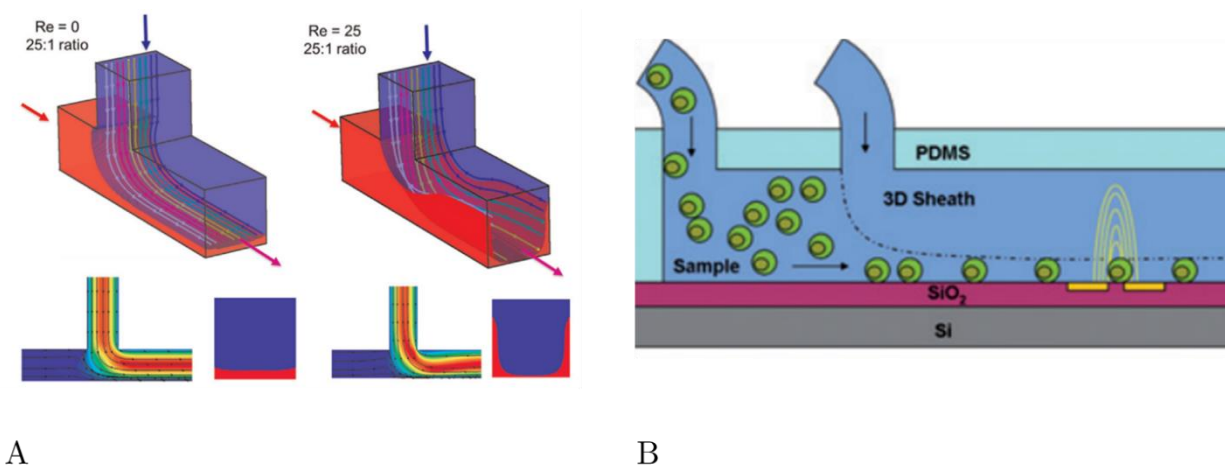 Re = 0
25:1 ratio
Re = 25
25:1 ratio
PDMS
3D Sheath
Sample
SiO₂
Si
A
B